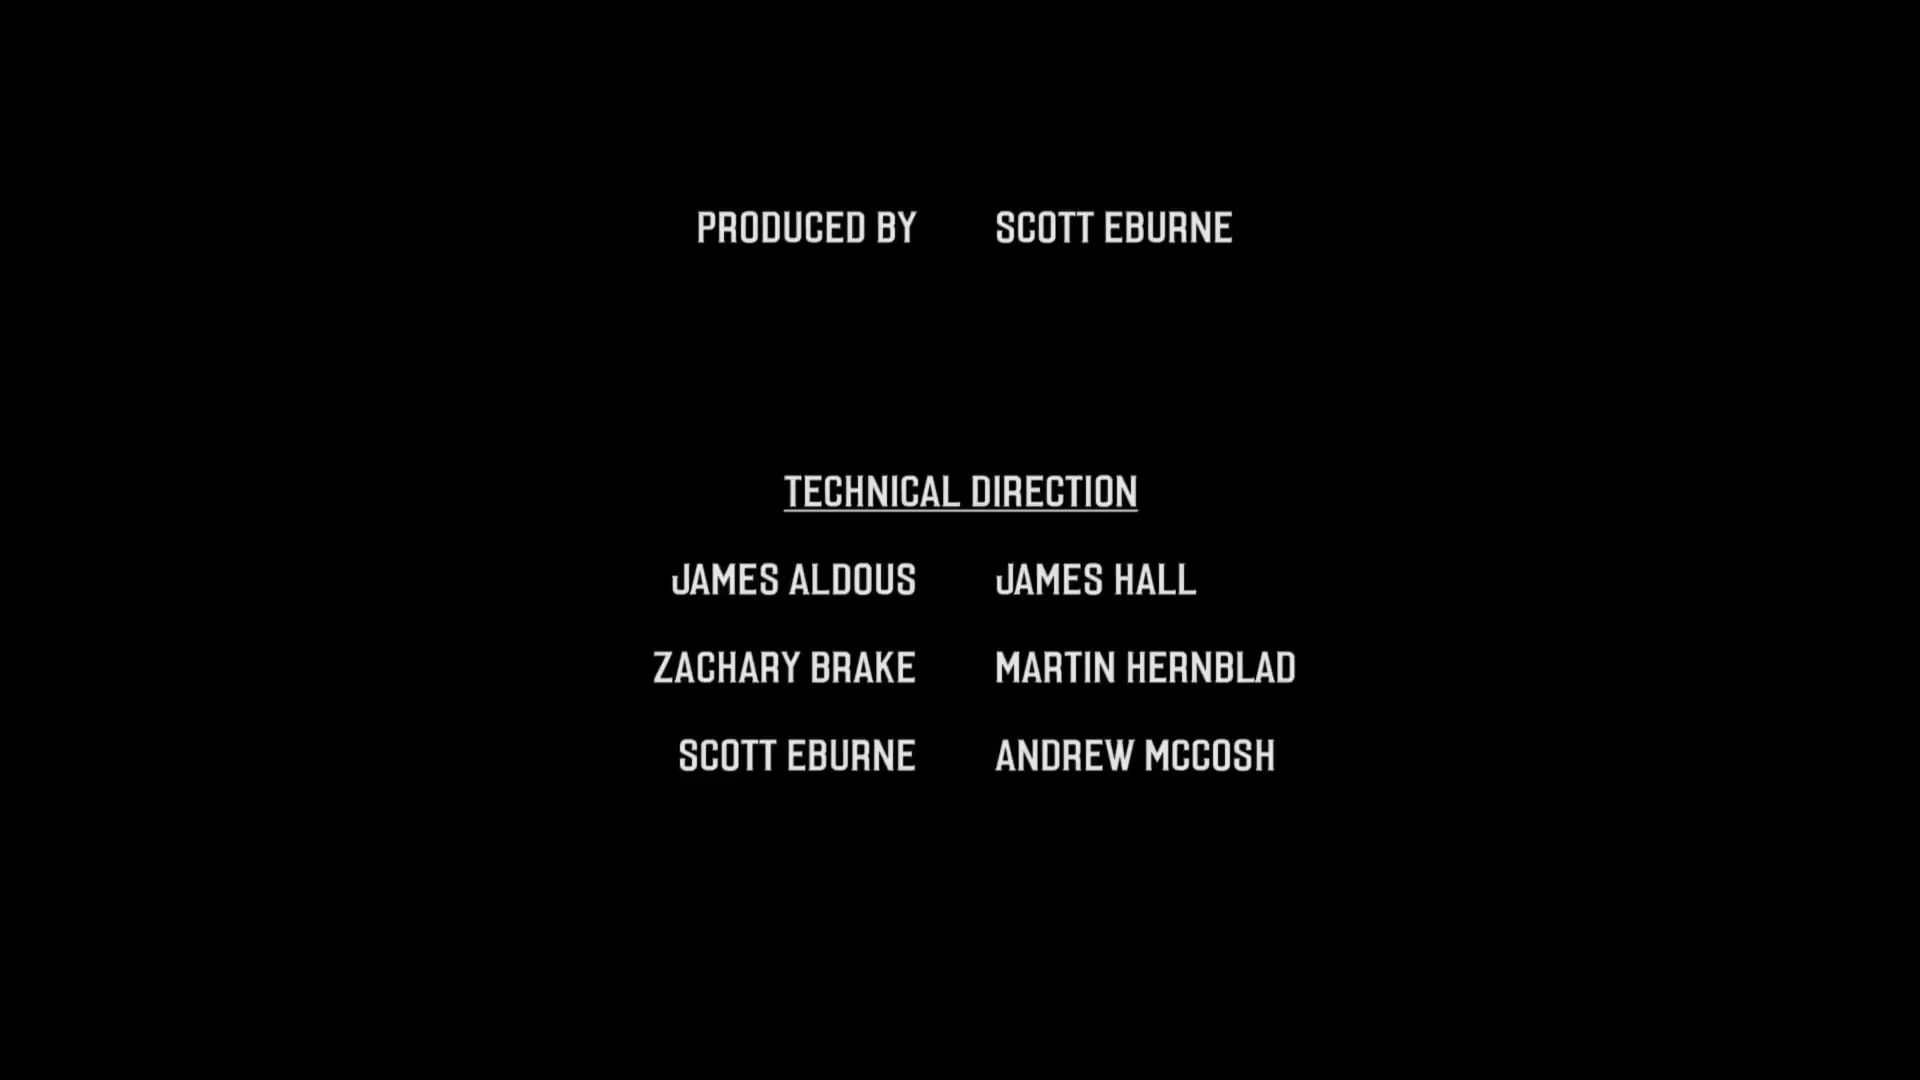 PRODUCED BY SCOTT EBURNE
TECHNICAL DIRECTION
JAMES ALDOUS JAMES HALL
ZACHARY BRAKE MARTIN HERNBLAD
SCOTT EBURNE ANDREW MCCOSH